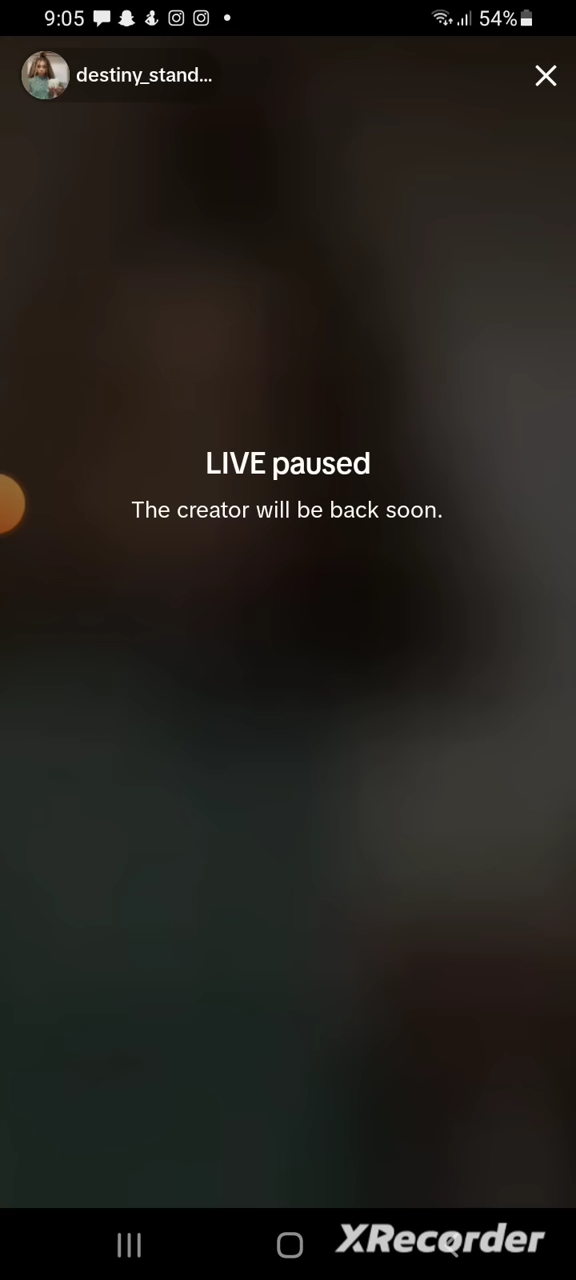 9:05
54%
destiny_stand...
LIVE paused
The creator will be back soon.
XRecorder